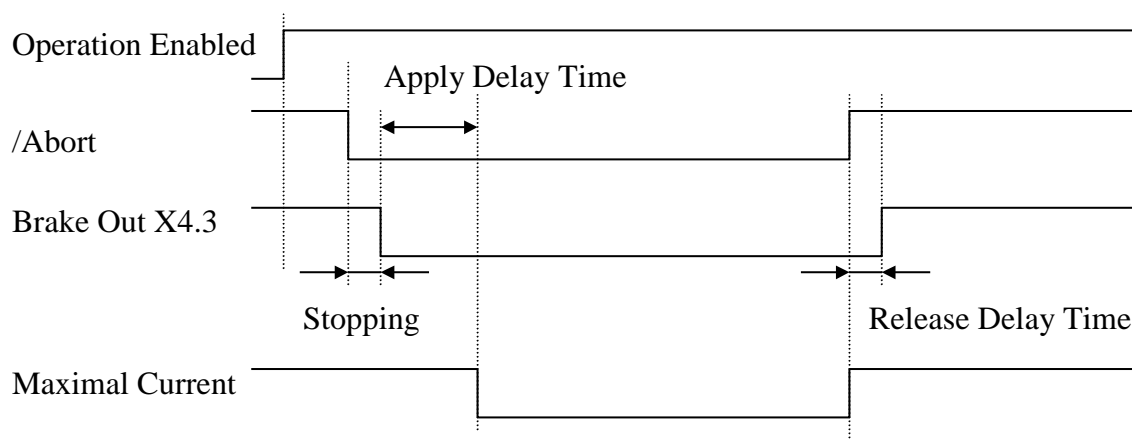 Operation Enabled
Apply Delay Time
/Abort
Brake Out X4.3
Stopping
Release Delay Time
Maximal Current